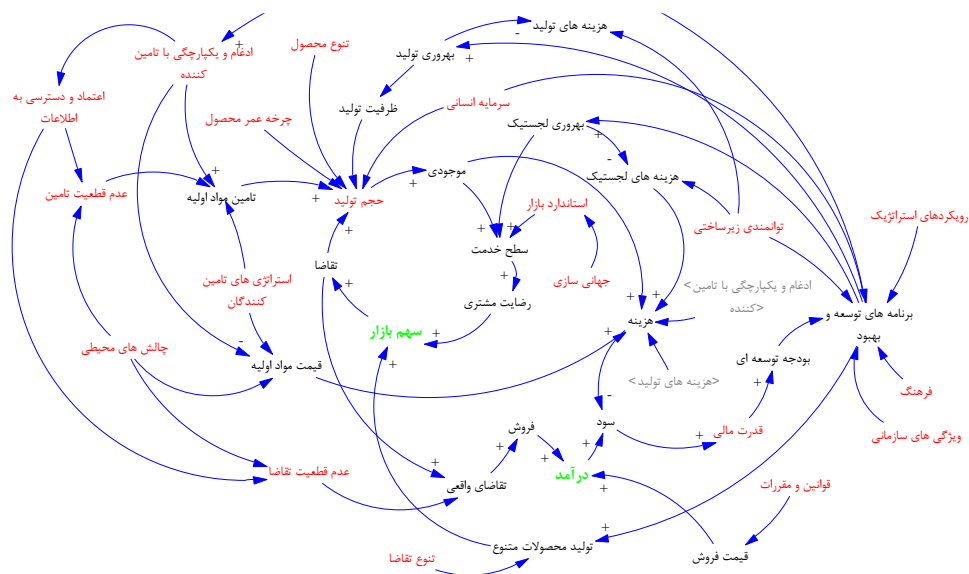 هزینه های تولید
تنوع محصول
بهروری تولید
ادغام و یکپارچگی با تامین
کننده
اعتماد و دسترسی به
اطلاعات
ظرفیت تولید
سرمایه انسانی
چرخه عمر محصول
بهروری لجستیک
موجودی
هزینه های لجستیک
عدم قطعیت تامین
تامین مواد اولیه
حجم تولید
استاندارد بازار
توانمندی زیرساختی
رویکردهای استراتژیک
سطح خدمت
تقاضا
استراتژی های تامین
کنندگان
جهانی سازی
<ادغام و یکپارچگی با تامین
کننده>
رضایت مشتری
هزینه
برنامه های توسعه و
بهبود
سهم بازار
چالش های محیطی
قیمت مواد اولیه
بودجه توسعه ای
<هزینه های تولید>
فرهنگ
سود
قدرت مالی
ویژگی های سازمانی
فروش
عدم قطعیت تقاضا
تقاضای واقعی
درآمد
قوانین و مقررات
تولید محصولات متنوع
قیمت فروش
تنوع تقاضا